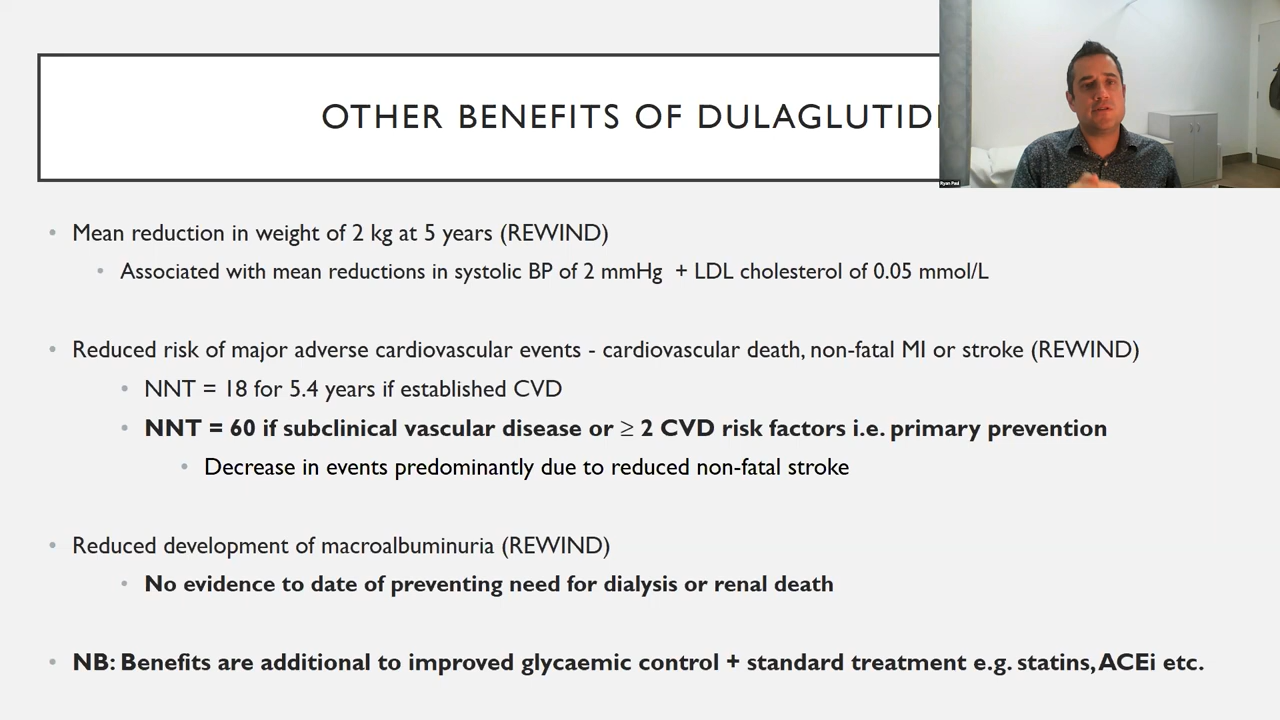 OTHER BENEFITS OF DULAGLUTID
Ryan Paul
• Mean reduction in weight of 2 kg at 5 years (REWIND)
• Associated with mean reductions in systolic BP of 2 mmHg + LDL cholesterol of 0.05 mmol/L
• Reduced risk of major adverse cardiovascular events - cardiovascular death, non-fatal MI or stroke (REWIND)
• NNT = 18 for 5.4 years if established CVD
• NNT = 60 if subclinical vascular disease or ≥ 2 CVD risk factors i.e. primary prevention
• Decrease in events predominantly due to reduced non-fatal stroke
• Reduced development of macroalbuminuria (REWIND)
• No evidence to date of preventing need for dialysis or renal death
• NB: Benefits are additional to improved glycaemic control + standard treatment e.g. statins, ACEi etc.